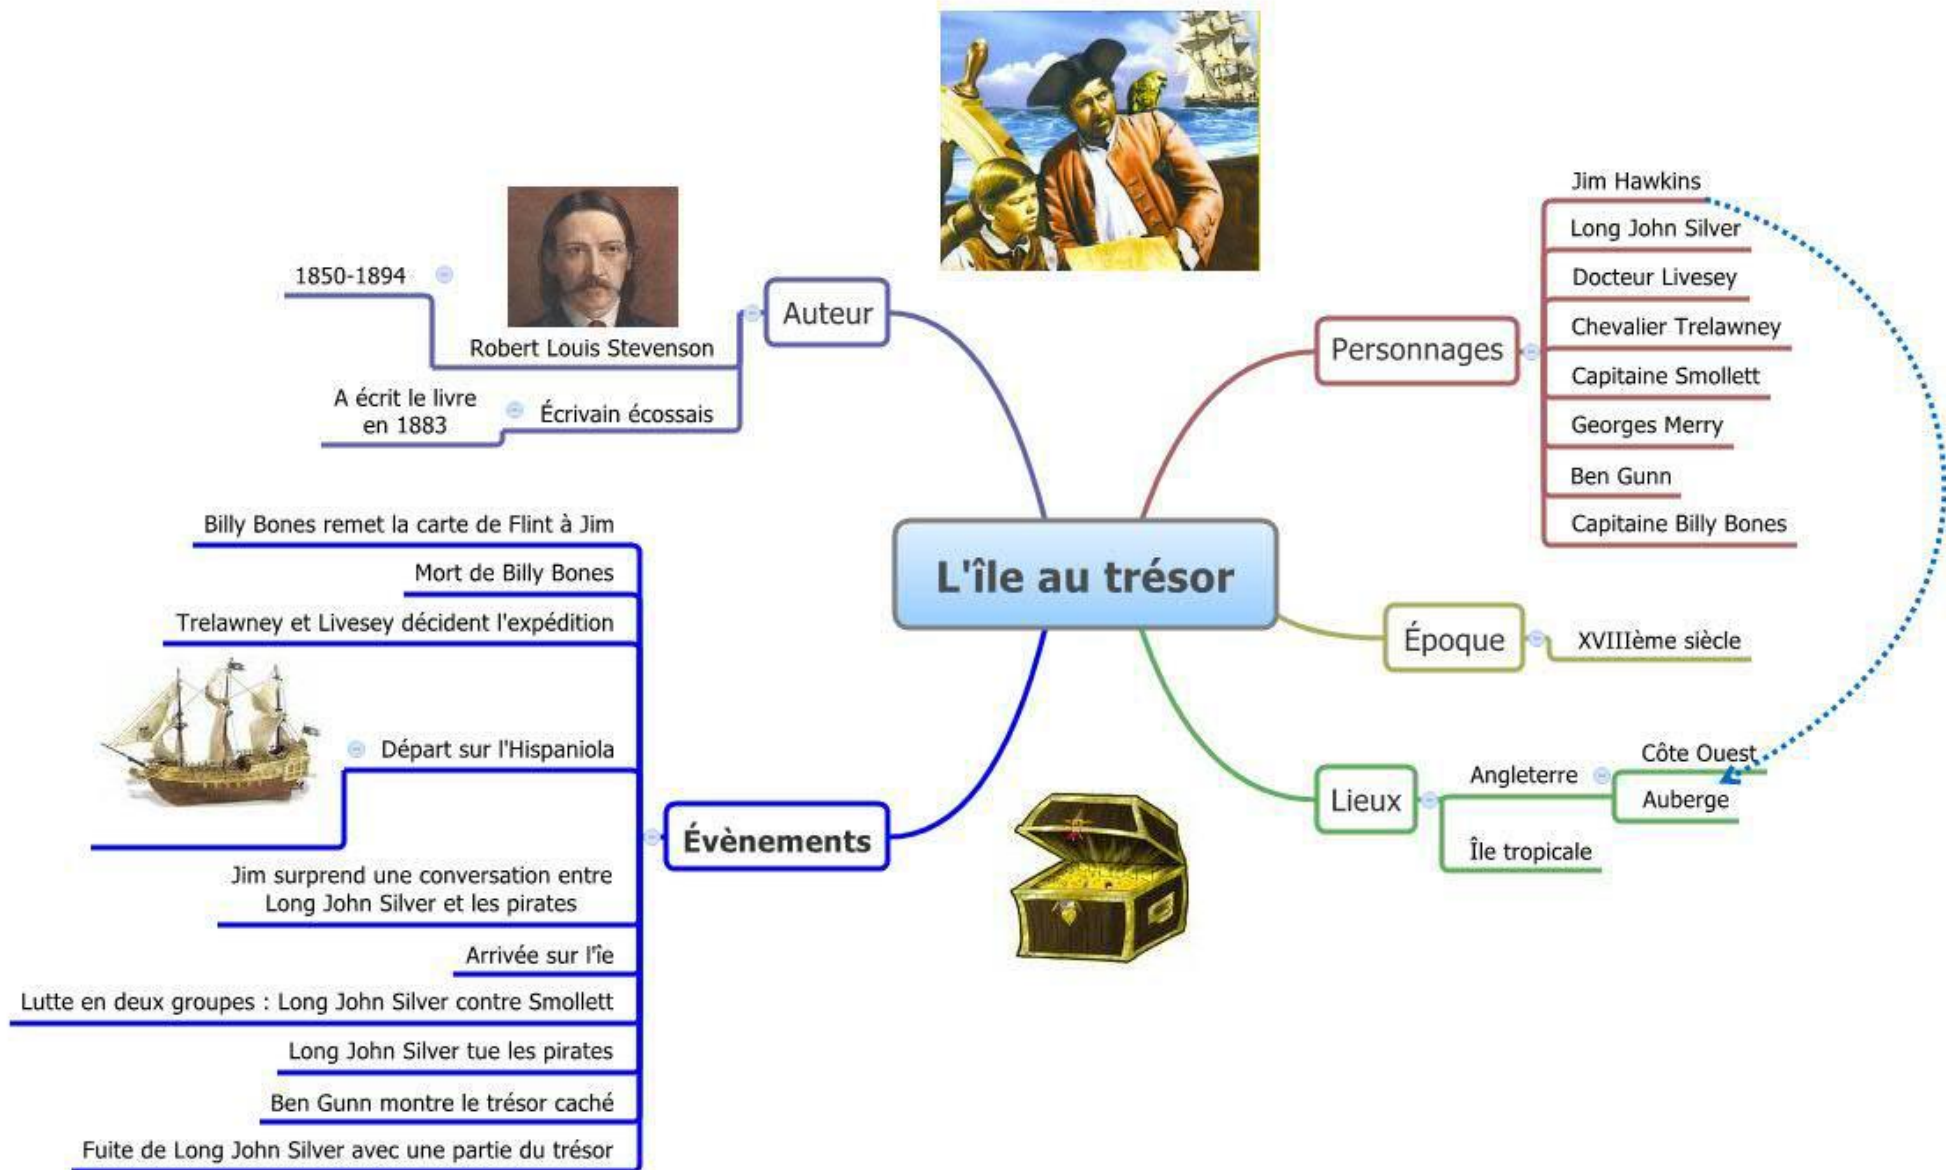 L'île au trésor
Auteur
Robert Louis Stevenson
1850-1894
Écrivain écossais
A écrit le livre
en 1883
Personnages
Jim Hawkins
Long John Silver
Docteur Livesey
Chevalier Trelawney
Capitaine Smollett
Georges Merry
Ben Gunn
Capitaine Billy Bones
Époque
XVIIIème siècle
Lieux
Angleterre
Côte Ouest
Auberge
Île tropicale
Évènements
Billy Bones remet la carte de Flint à Jim
Mort de Billy Bones
Trelawney et Livesey décident l'expédition
Départ sur l'Hispaniola
Jim surprend une conversation entre
Long John Silver et les pirates
Arrivée sur l'îe
Lutte en deux groupes : Long John Silver contre Smollett
Long John Silver tue les pirates
Ben Gunn montre le trésor caché
Fuite de Long John Silver avec une partie du trésor